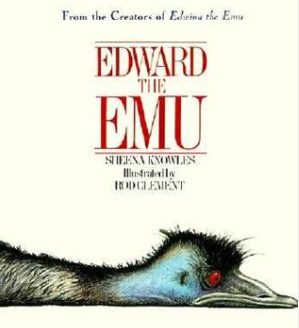 From the Creators of Edwina the Emu
EDWARD
THE
EMU
SHEENA KNOWLES
Illustrated by
ROD CLEMENT